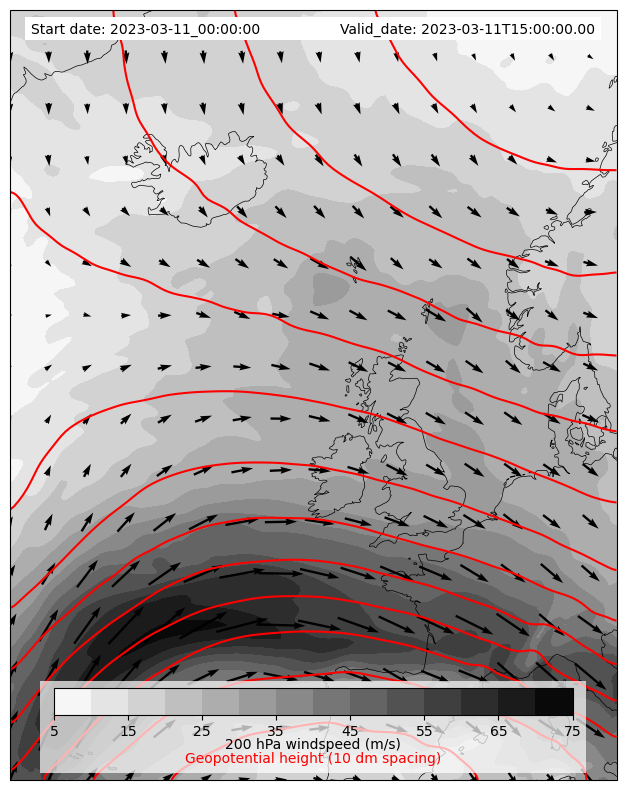 Start date: 2023-03-11_00:00:00 Valid_date: 2023-03-11T15:00:00.00
5 15 25 35 45 55 65 75
200 hPa windspeed (m/s)
Geopotential height (10 dm spacing)